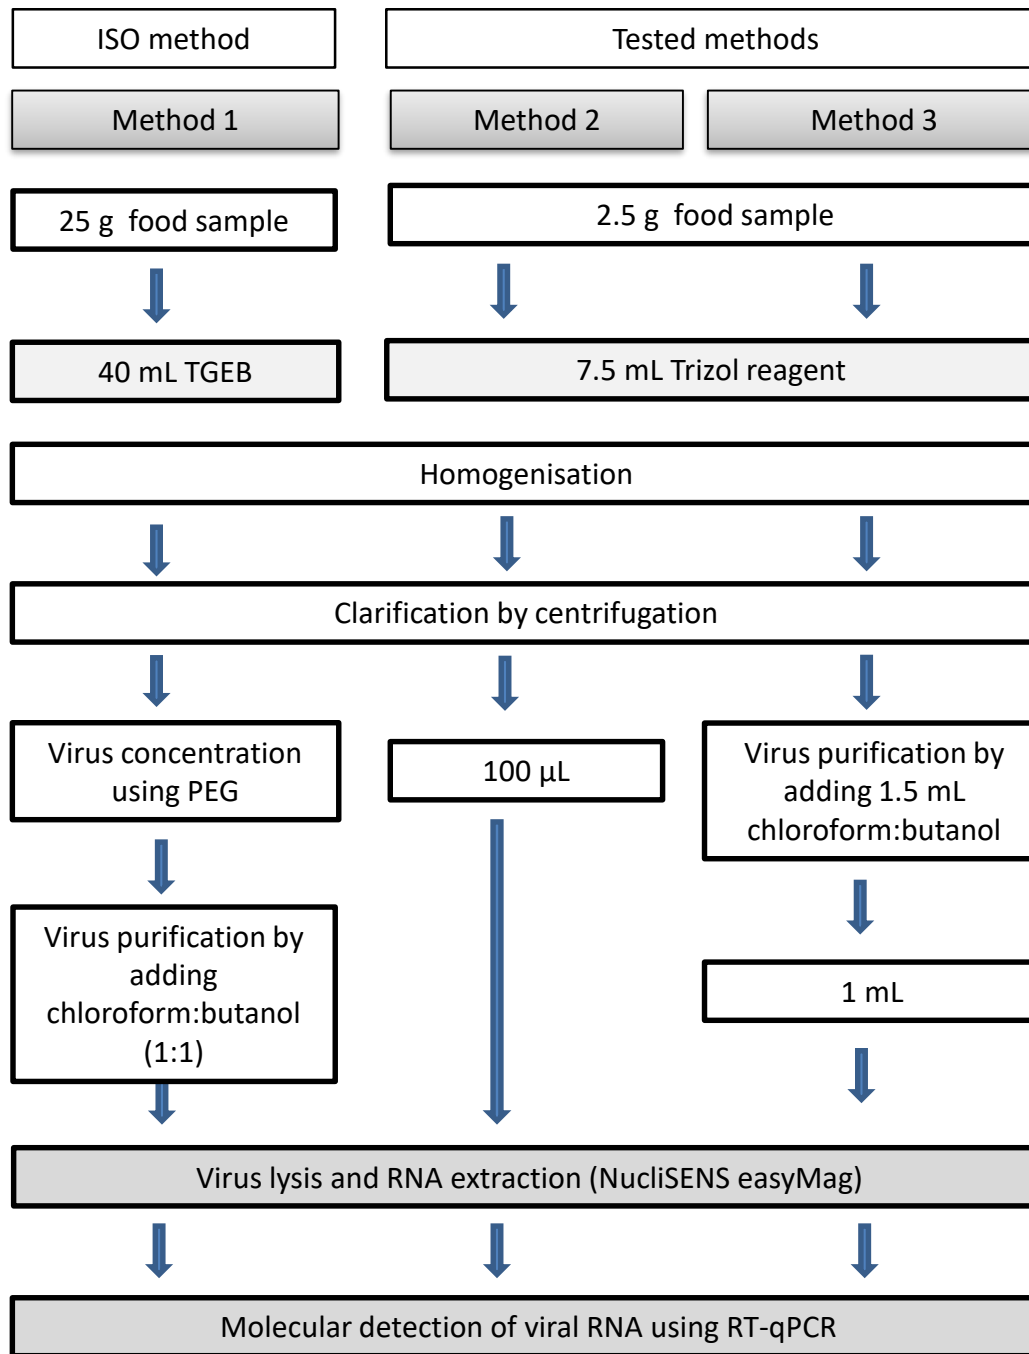 ISO method
Tested methods
Method 1
Method 2
Method 3
25 g food sample
2.5 g food sample
40 mL TGEB
7.5 mL Trizol reagent
Homogenisation
Clarification by centrifugation
Virus concentration
using PEG
100 µL
Virus purification by
adding 1.5 mL
chloroform:butanol
Virus purification by
adding
chloroform:butanol
(1:1)
1 mL
Virus lysis and RNA extraction (NucliSENS easyMag)
Molecular detection of viral RNA using RT-qPCR